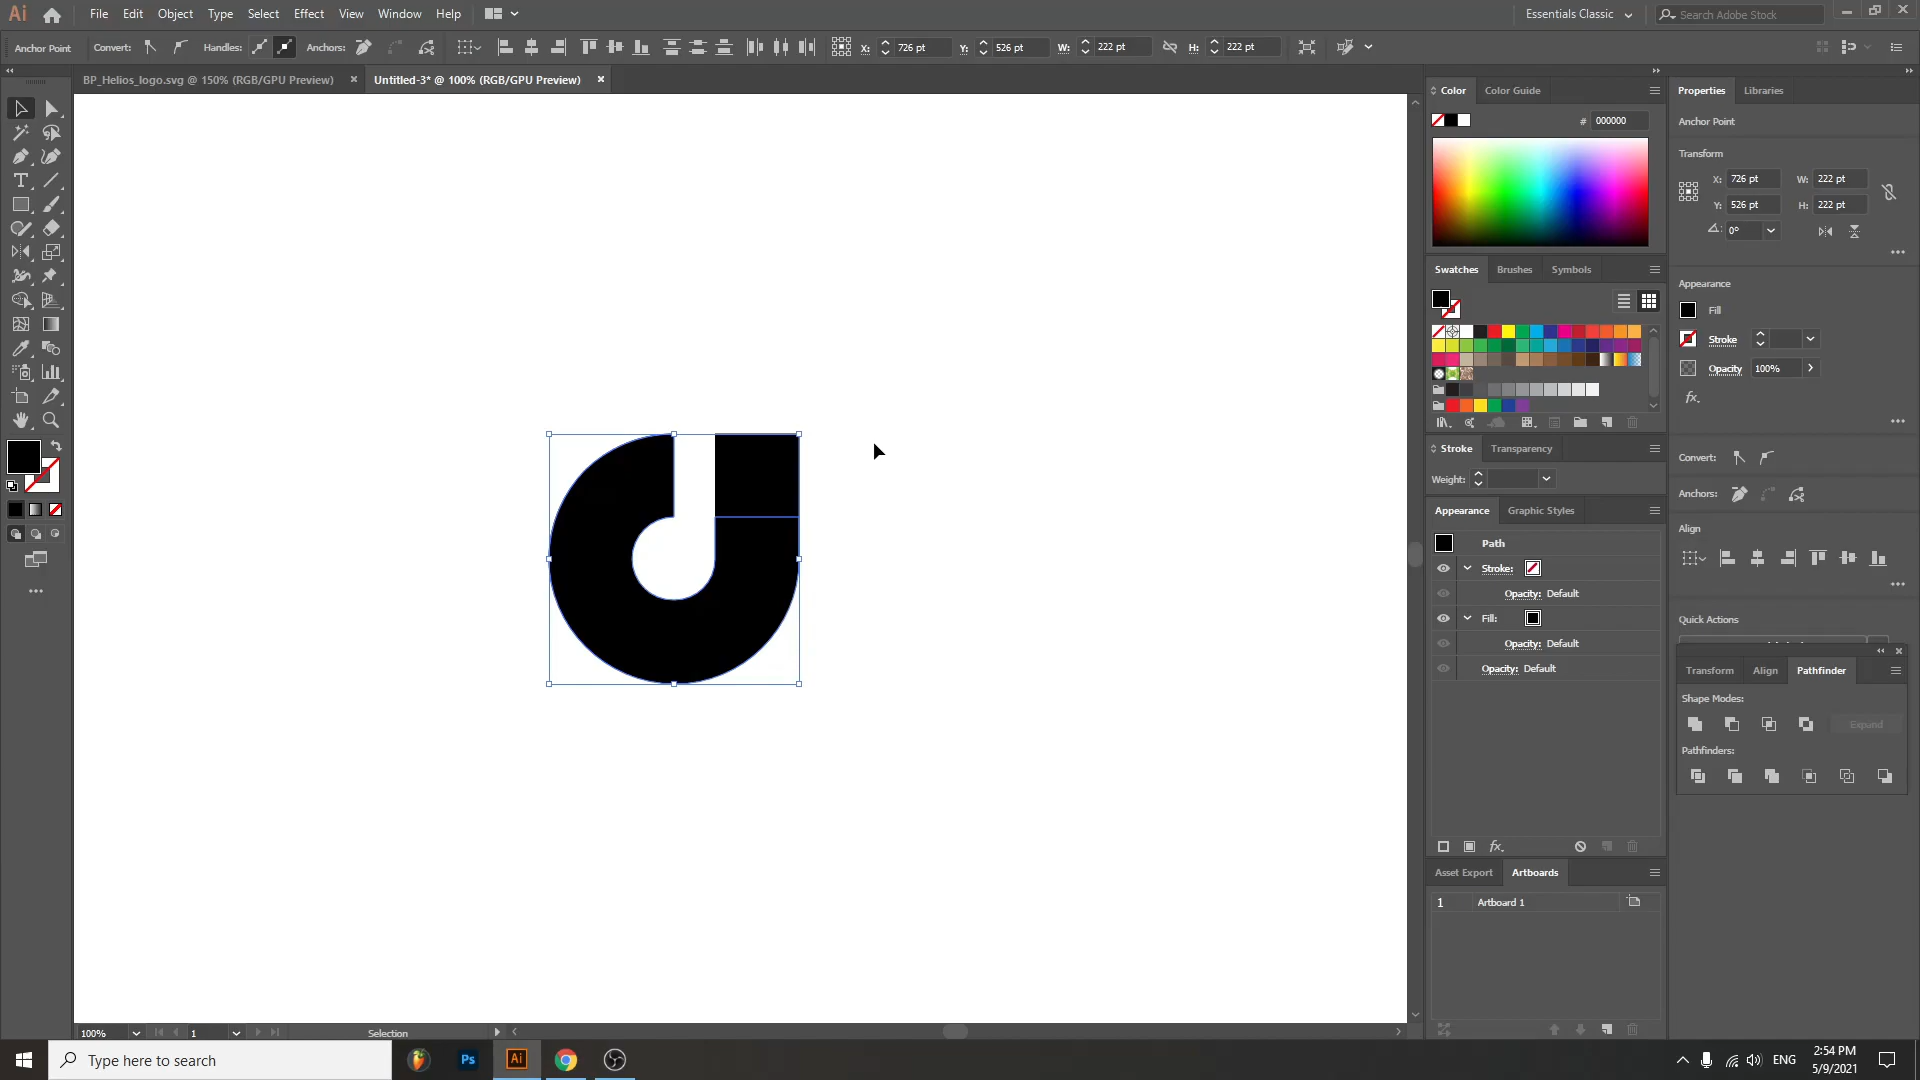 Ai File Edit Object Type Select Effect View Window Help Essentials Classic Search Adobe Stock
Anchor Point Convert: Handles: Anchors: X: 726 pt Y: 526 pt W: 222 pt H: 222 pt
BP_Helios_logo.svg @ 150% (RGB/GPU Preview) Untitled-3* @ 100% (RGB/GPU Preview)
Color Color Guide
# 000000
Swatches Brushes Symbols
Stroke Transparency
Weight:
Appearance Graphic Styles
Path
Stroke:
Opacity: Default
Fill:
Opacity: Default
Opacity: Default
fx.
Asset Export Artboards
1 Artboard 1
Properties Libraries
Anchor Point
Transform
X: 726 pt W: 222 pt
Y: 526 pt H: 222 pt
0°
Appearance
Fill
Stroke
Opacity 100%
fx.
Convert:
Anchors:
Align
Quick Actions
Transform Align Pathfinder
Shape Modes:
Expand
Pathfinders:
100% 1 Selection
Type here to search Ps Ai ENG 2:54 PM
5/9/2021